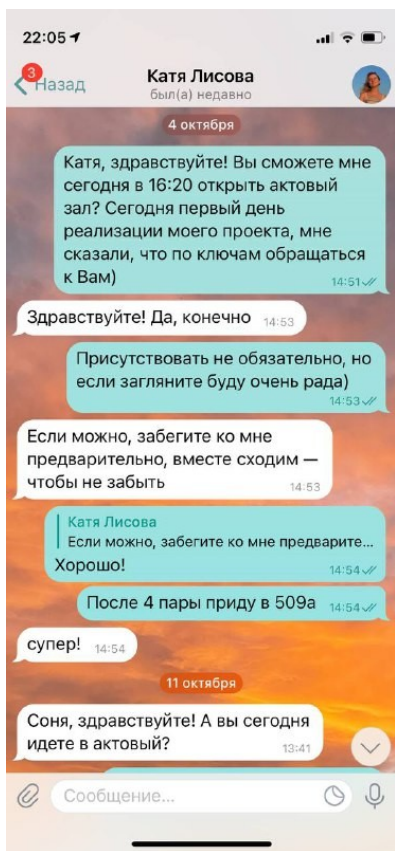 22:05
3
Назад
Катя Лисова
был(а) недавно
4 октября
Катя, здравствуйте! Вы сможете мне
сегодня в 16:20 открыть актовый
зал? Сегодня первый день
реализации моего проекта, мне
сказали, что по ключам обращаться
к Вам)
14:51
Здравствуйте! Да, конечно 14:53
Присутствовать не обязательно, но
если загляните буду очень рада)
14:53
Если можно, забегите ко мне
предварительно, вместе сходим —
чтобы не забыть 14:53
Катя Лисова
Если можно, забегите ко мне предварите...
Хорошо! 14:54
После 4 пары приду в 509а 14:54
супер! 14:54
11 октября
Соня, здравствуйте! А вы сегодня
идете в актовый? 13:41
Сообщение...